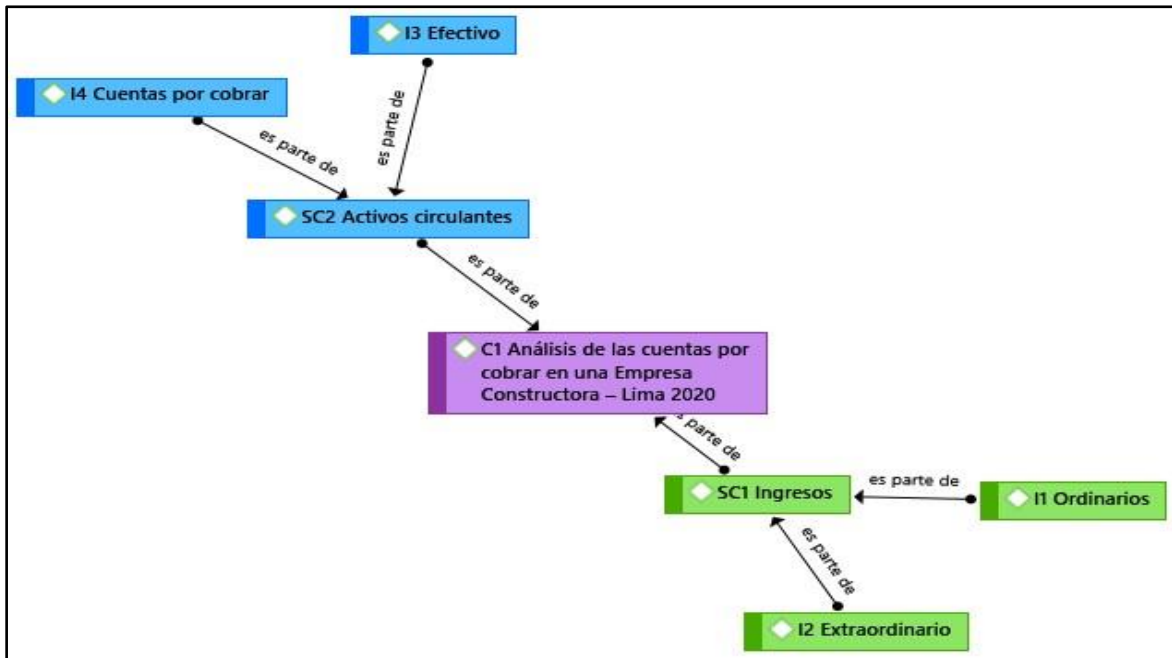 I3 Efectivo
I4 Cuentas por cobrar
es parte de
es parte de
SC2 Activos circulantes
es parte de
C1 Análisis de las cuentas por
cobrar en una Empresa
Constructora – Lima 2020
es parte de
SC1 Ingresos
es parte de
I1 Ordinarios
es parte de
I2 Extraordinario